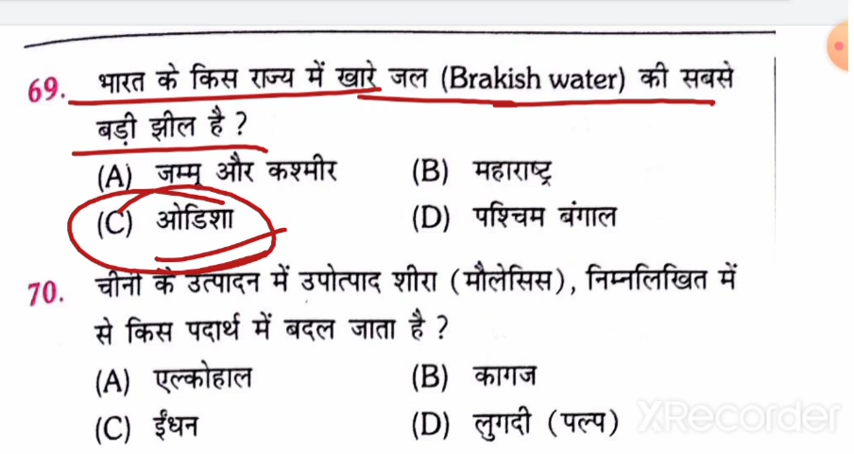 69. भारत के किस राज्य में खारे जल (Brakish water) की सबसे
बड़ी झील है ?
(A) जम्मू और कश्मीर (B) महाराष्ट्र
(C) ओडिशा (D) पश्चिम बंगाल
70. चीनी के उत्पादन में उपोत्पाद शीरा (मौलेसिस), निम्नलिखित में
से किस पदार्थ में बदल जाता है ?
(A) एल्कोहाल (B) कागज
(C) ईंधन (D) लुगदी (पल्प) XRecorder